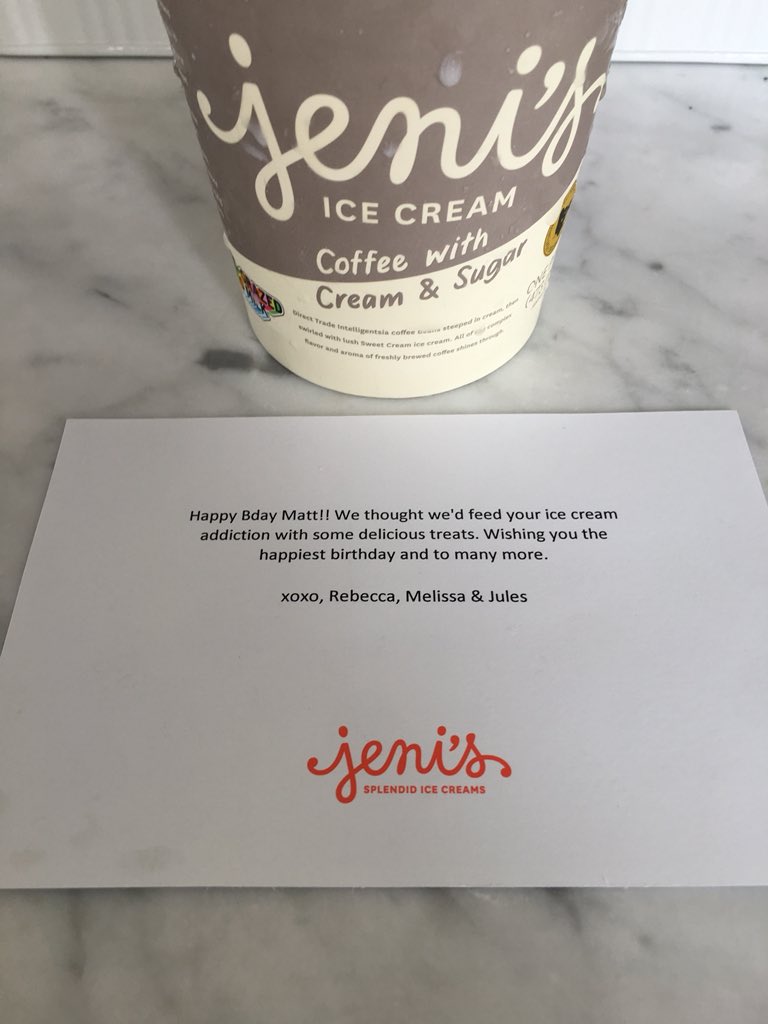 jeni's
ICE CREAM
Coffee with
Cream & Sugar
Direct Trade Intelligentsia coffee beans steeped in cream, then
swirled with lush Sweet Cream ice cream. All of the complex
flavor and aroma of freshly brewed coffee shines through.
ONE
Happy Bday Matt!! We thought we'd feed your ice cream
addiction with some delicious treats. Wishing you the
happiest birthday and to many more.
xoxo, Rebecca, Melissa & Jules
jeni's
SPLENDID ICE CREAMS